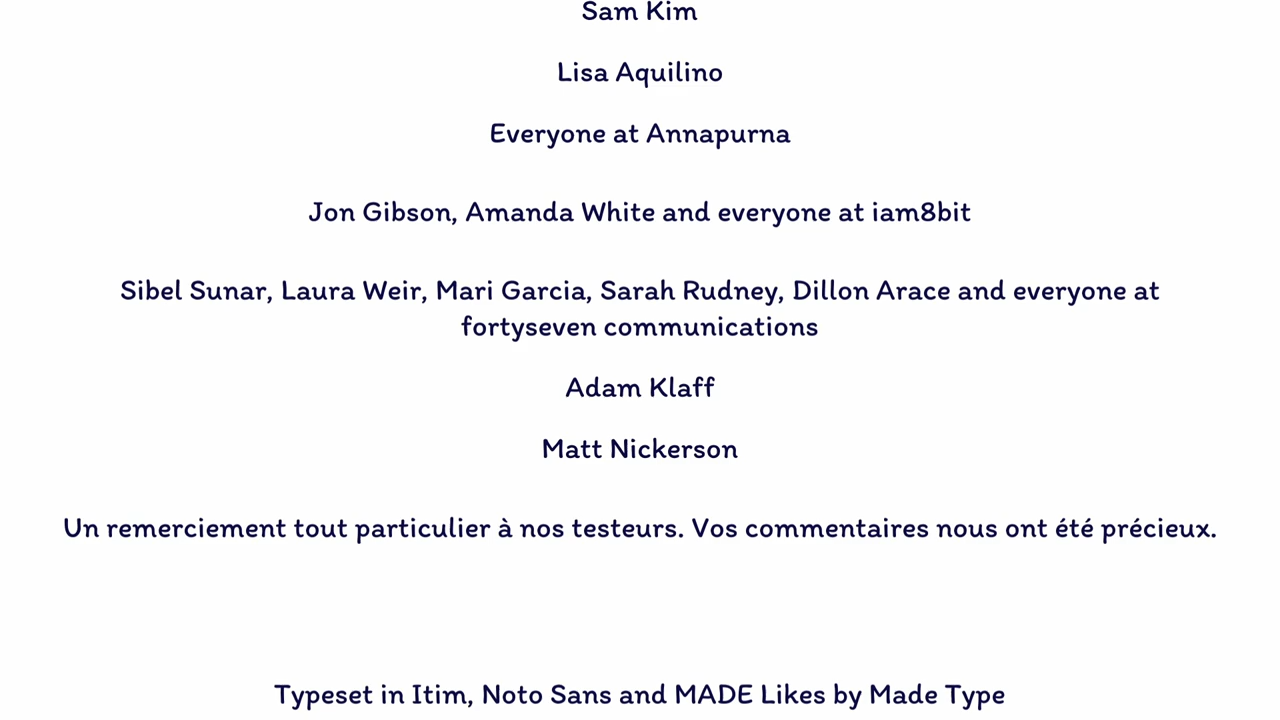 Sam Kim
Lisa Aquilino
Everyone at Annapurna
Jon Gibson, Amanda White and everyone at iam8bit
Sibel Sunar, Laura Weir, Mari Garcia, Sarah Rudney, Dillon Arace and everyone at
fortyseven communications
Adam Klaff
Matt Nickerson
Un remerciement tout particulier à nos testeurs. Vos commentaires nous ont été précieux.
Typeset in Itim, Noto Sans and MADE Likes by Made Type